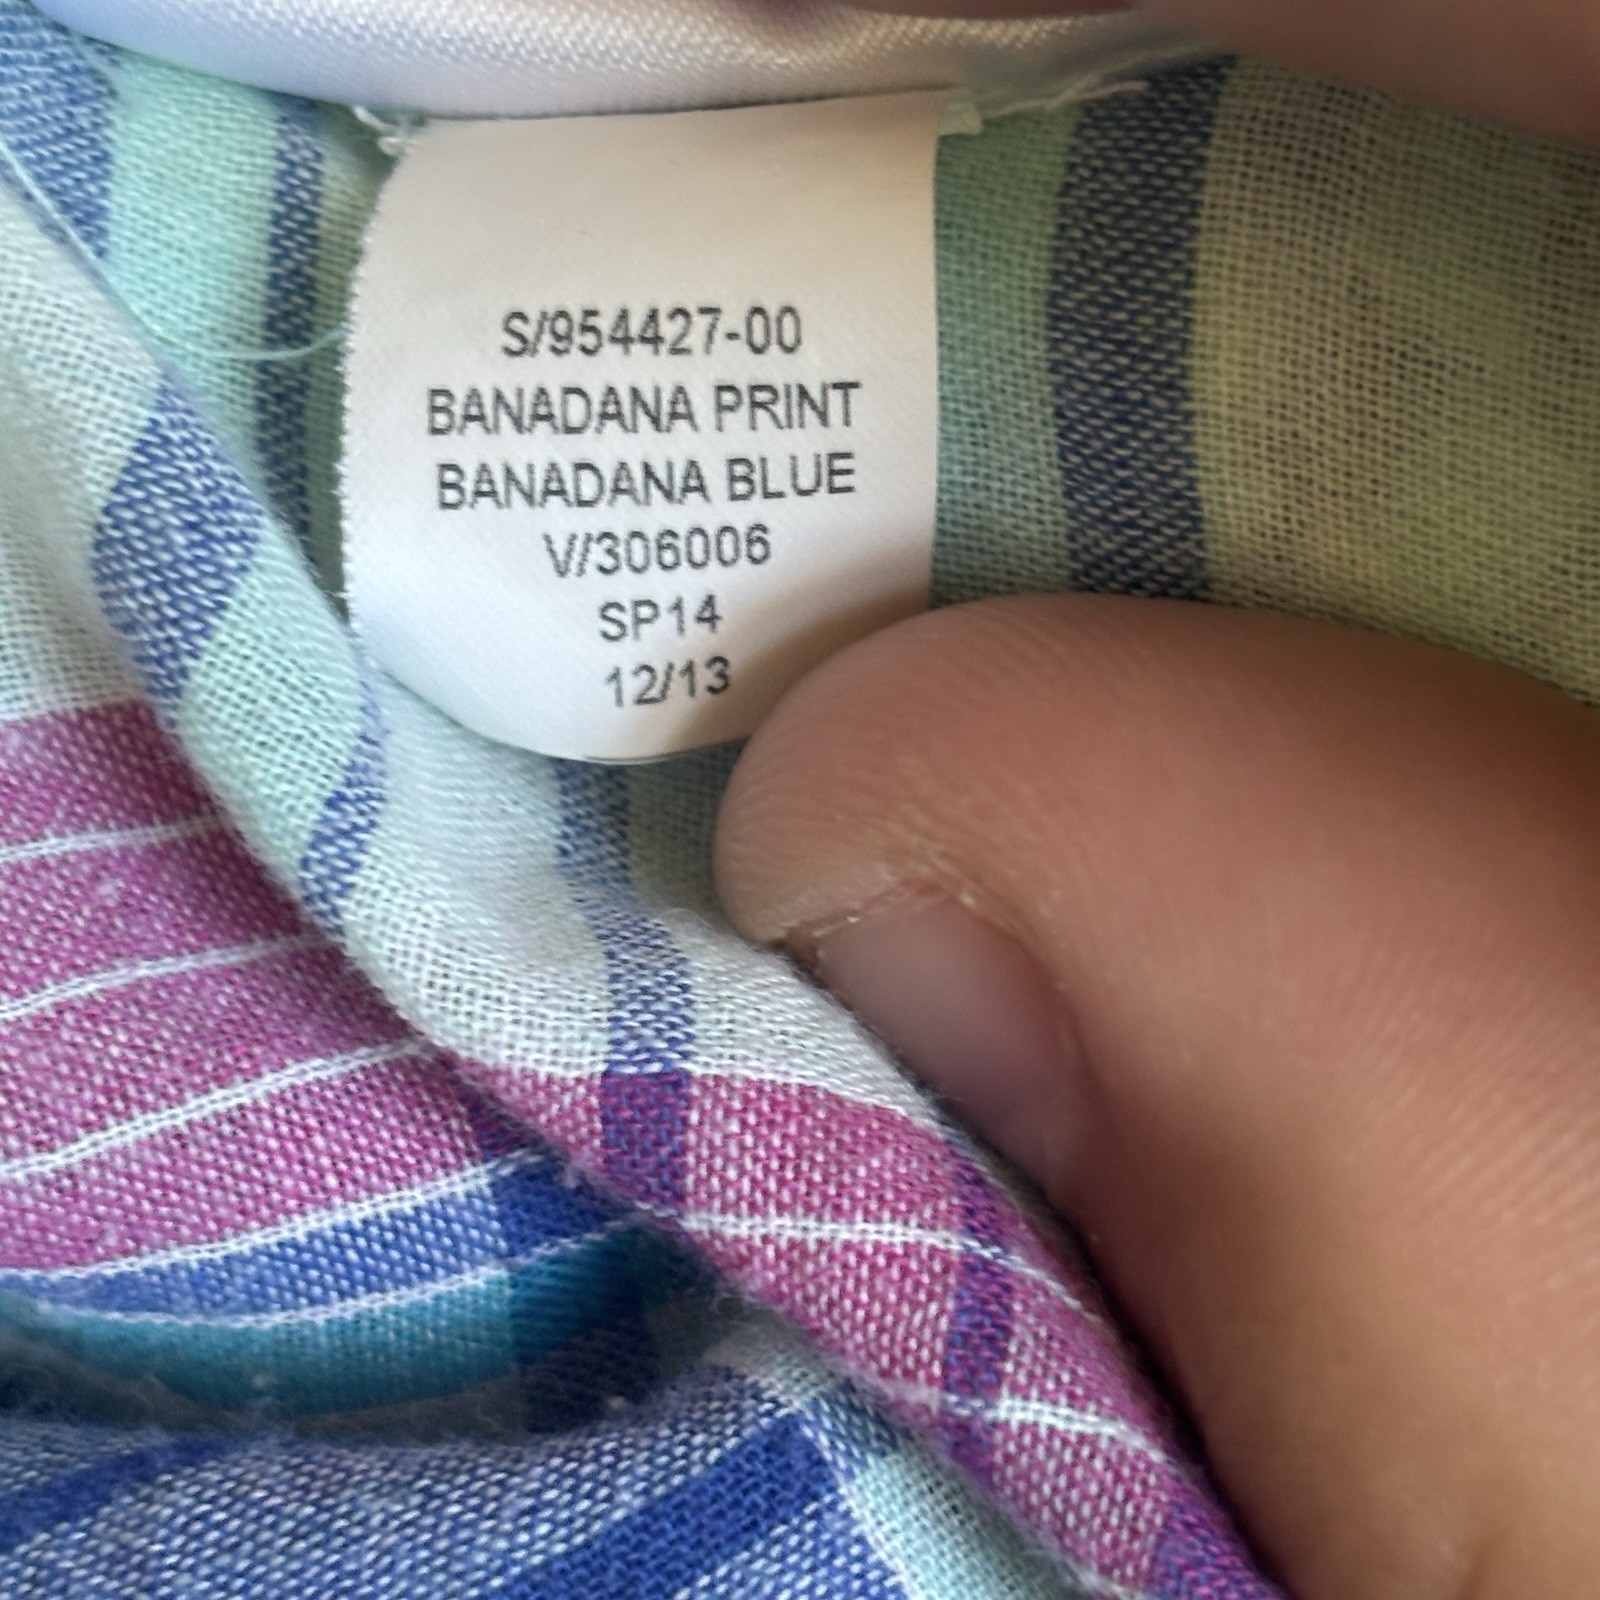 S/954427-00
BANADANA PRINT
BANADANA BLUE
V/306006
SP14
12/13